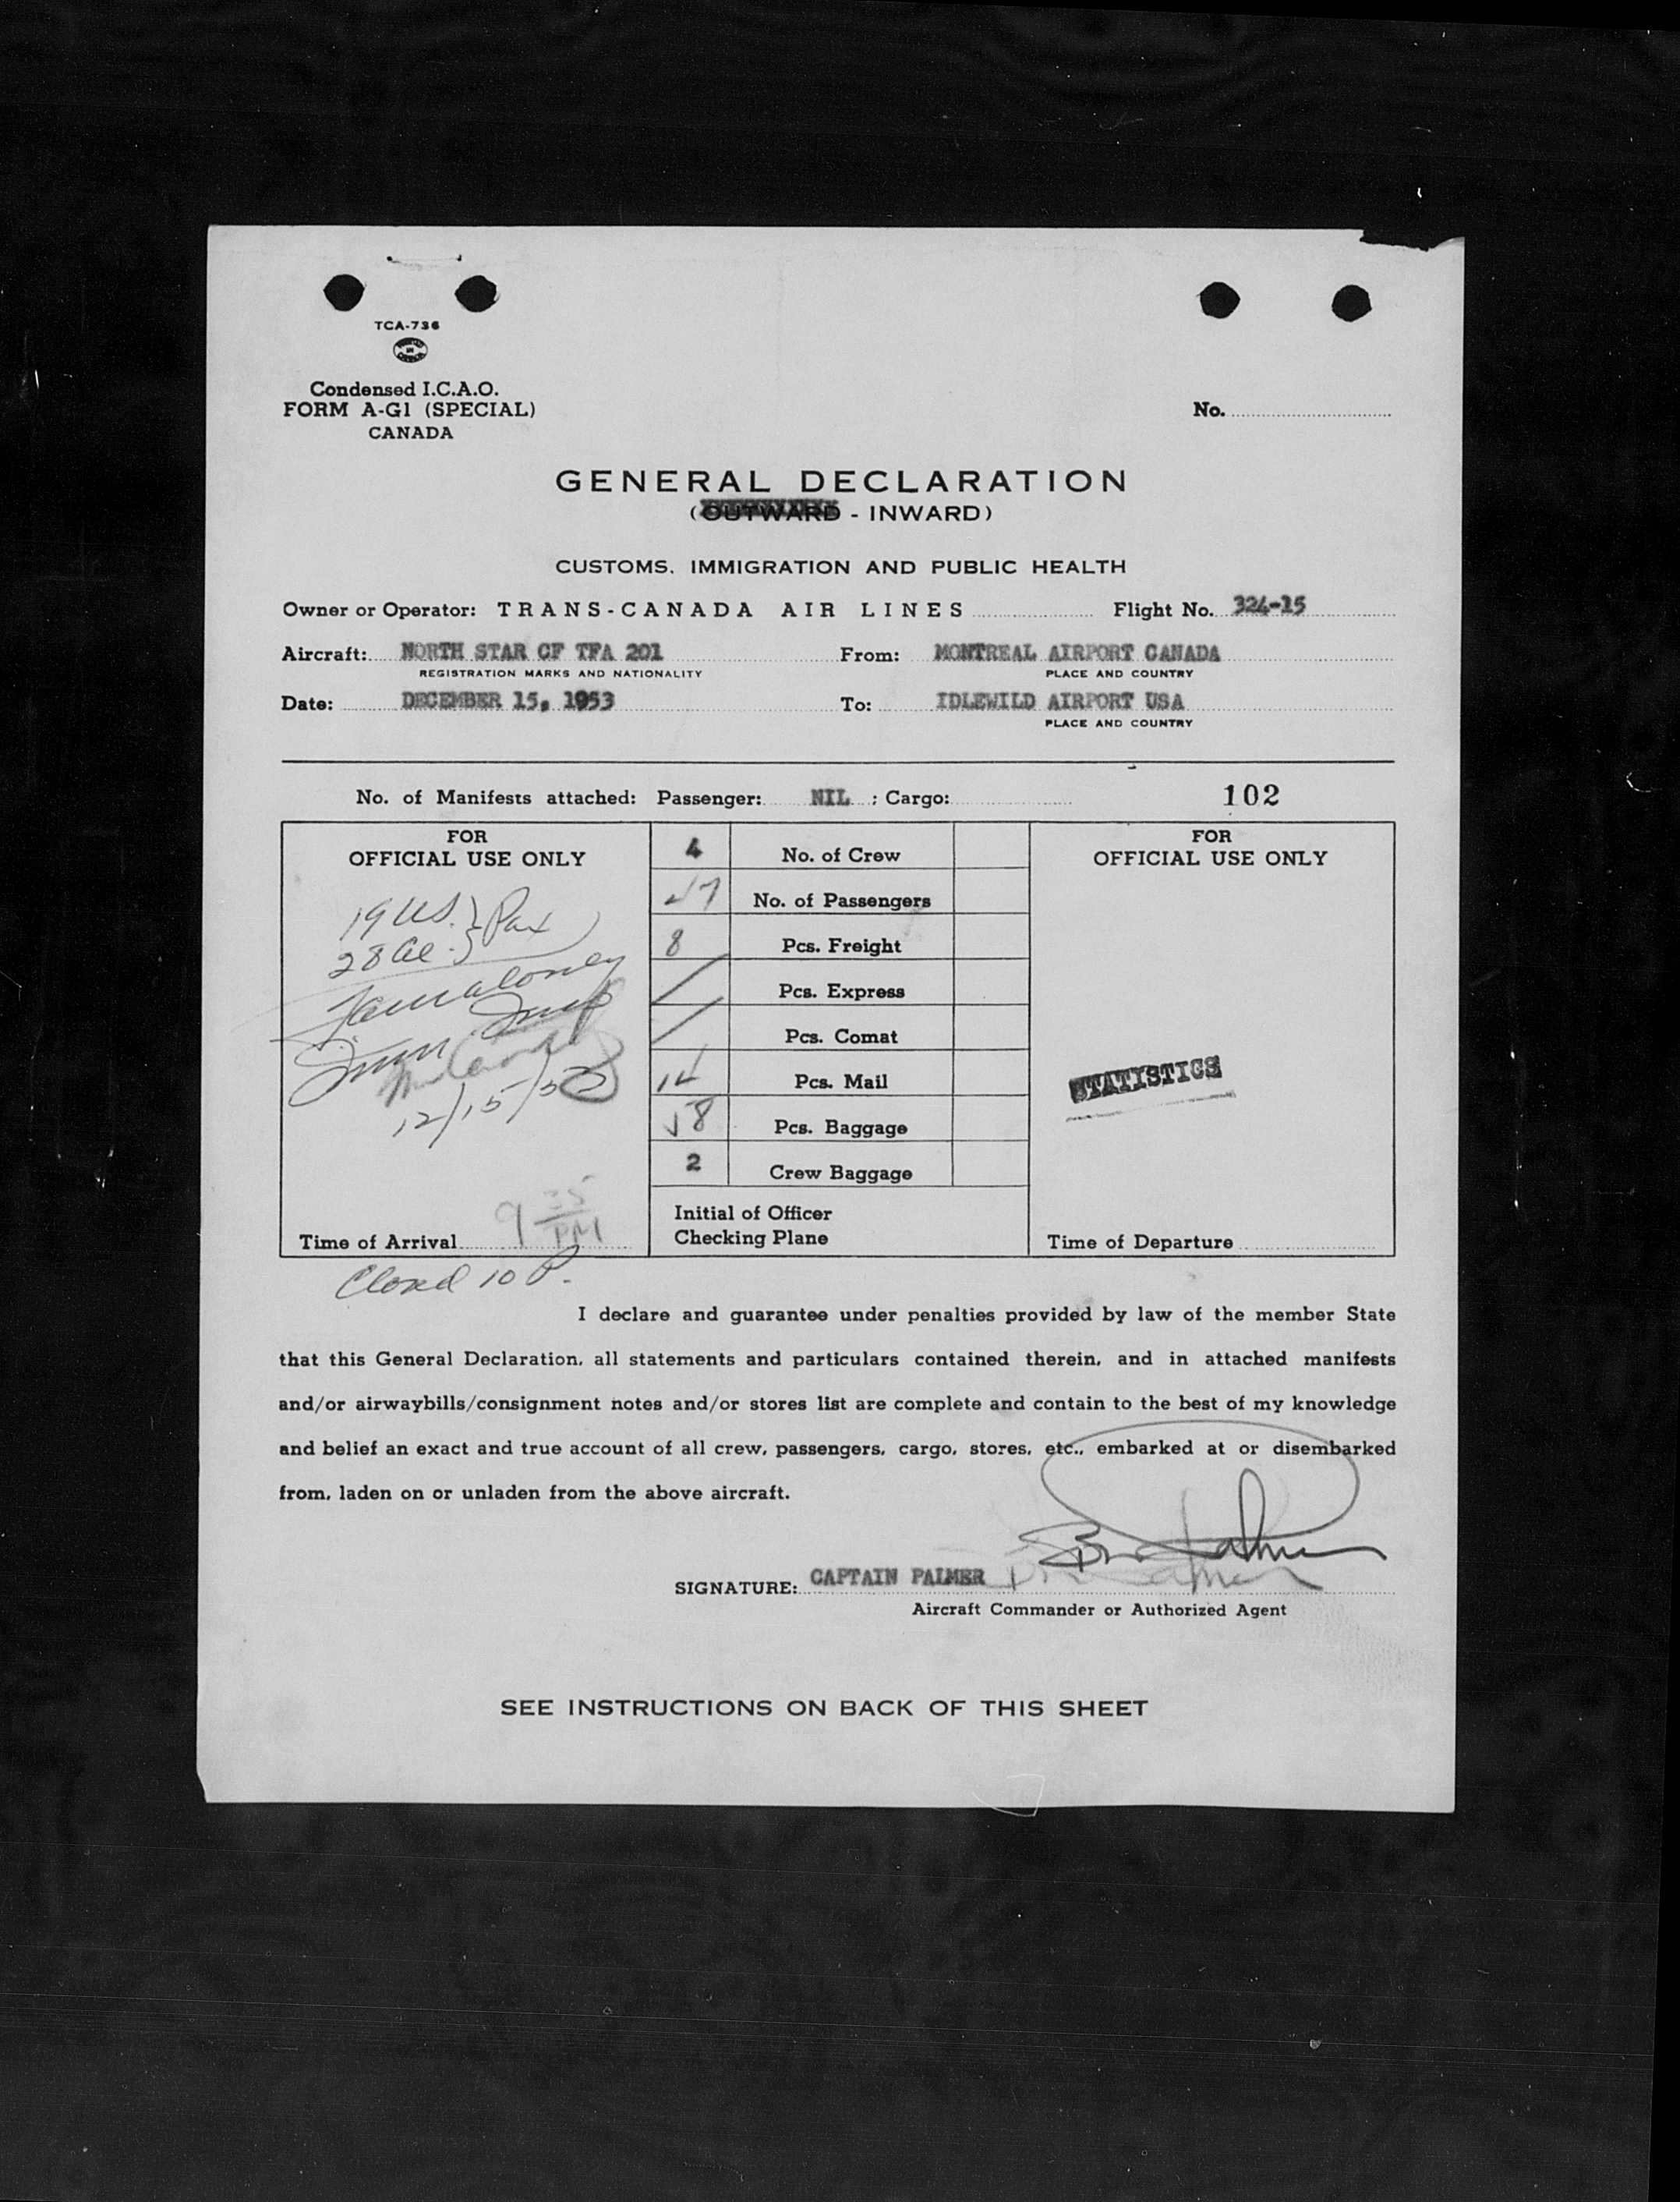 TCA-736
Condensed I.C.A.O.
FORM A-G1 (SPECIAL)
CANADA
No.
GENERAL DECLARATION
(OUTWARD - INWARD)
CUSTOMS, IMMIGRATION AND PUBLIC HEALTH
Owner or Operator: TRANS-CANADA AIR LINES Flight No. 324-15
Aircraft: NORTH STAR CF TFA 201 From: MONTREAL AIRPORT CANADA
REGISTRATION MARKS AND NATIONALITY PLACE AND COUNTRY
Date: DECEMBER 15, 1953 To: IDLEWILD AIRPORT USA
PLACE AND COUNTRY
No. of Manifests attached: Passenger: NIL : Cargo: 102
FOR
OFFICIAL USE ONLY
19 US. } Pax
28 al. }
12/15/53
Time of Arrival 9 35 PM
4 No. of Crew
47 No. of Passengers
8 Pcs. Freight
Pcs. Express
Pcs. Comat
Pcs. Mail
Pcs. Baggage
2 Crew Baggage
Initial of Officer
Checking Plane
FOR
OFFICIAL USE ONLY
STATISTICS
Time of Departure
Closed 10 P.
I declare and guarantee under penalties provided by law of the member State
that this General Declaration, all statements and particulars contained therein, and in attached manifests
and/or airwaybills/consignment notes and/or stores list are complete and contain to the best of my knowledge
and belief an exact and true account of all crew, passengers, cargo, stores, etc., embarked at or disembarked
from, laden on or unladen from the above aircraft.
SIGNATURE: CAPTAIN PALMER
Aircraft Commander or Authorized Agent
SEE INSTRUCTIONS ON BACK OF THIS SHEET